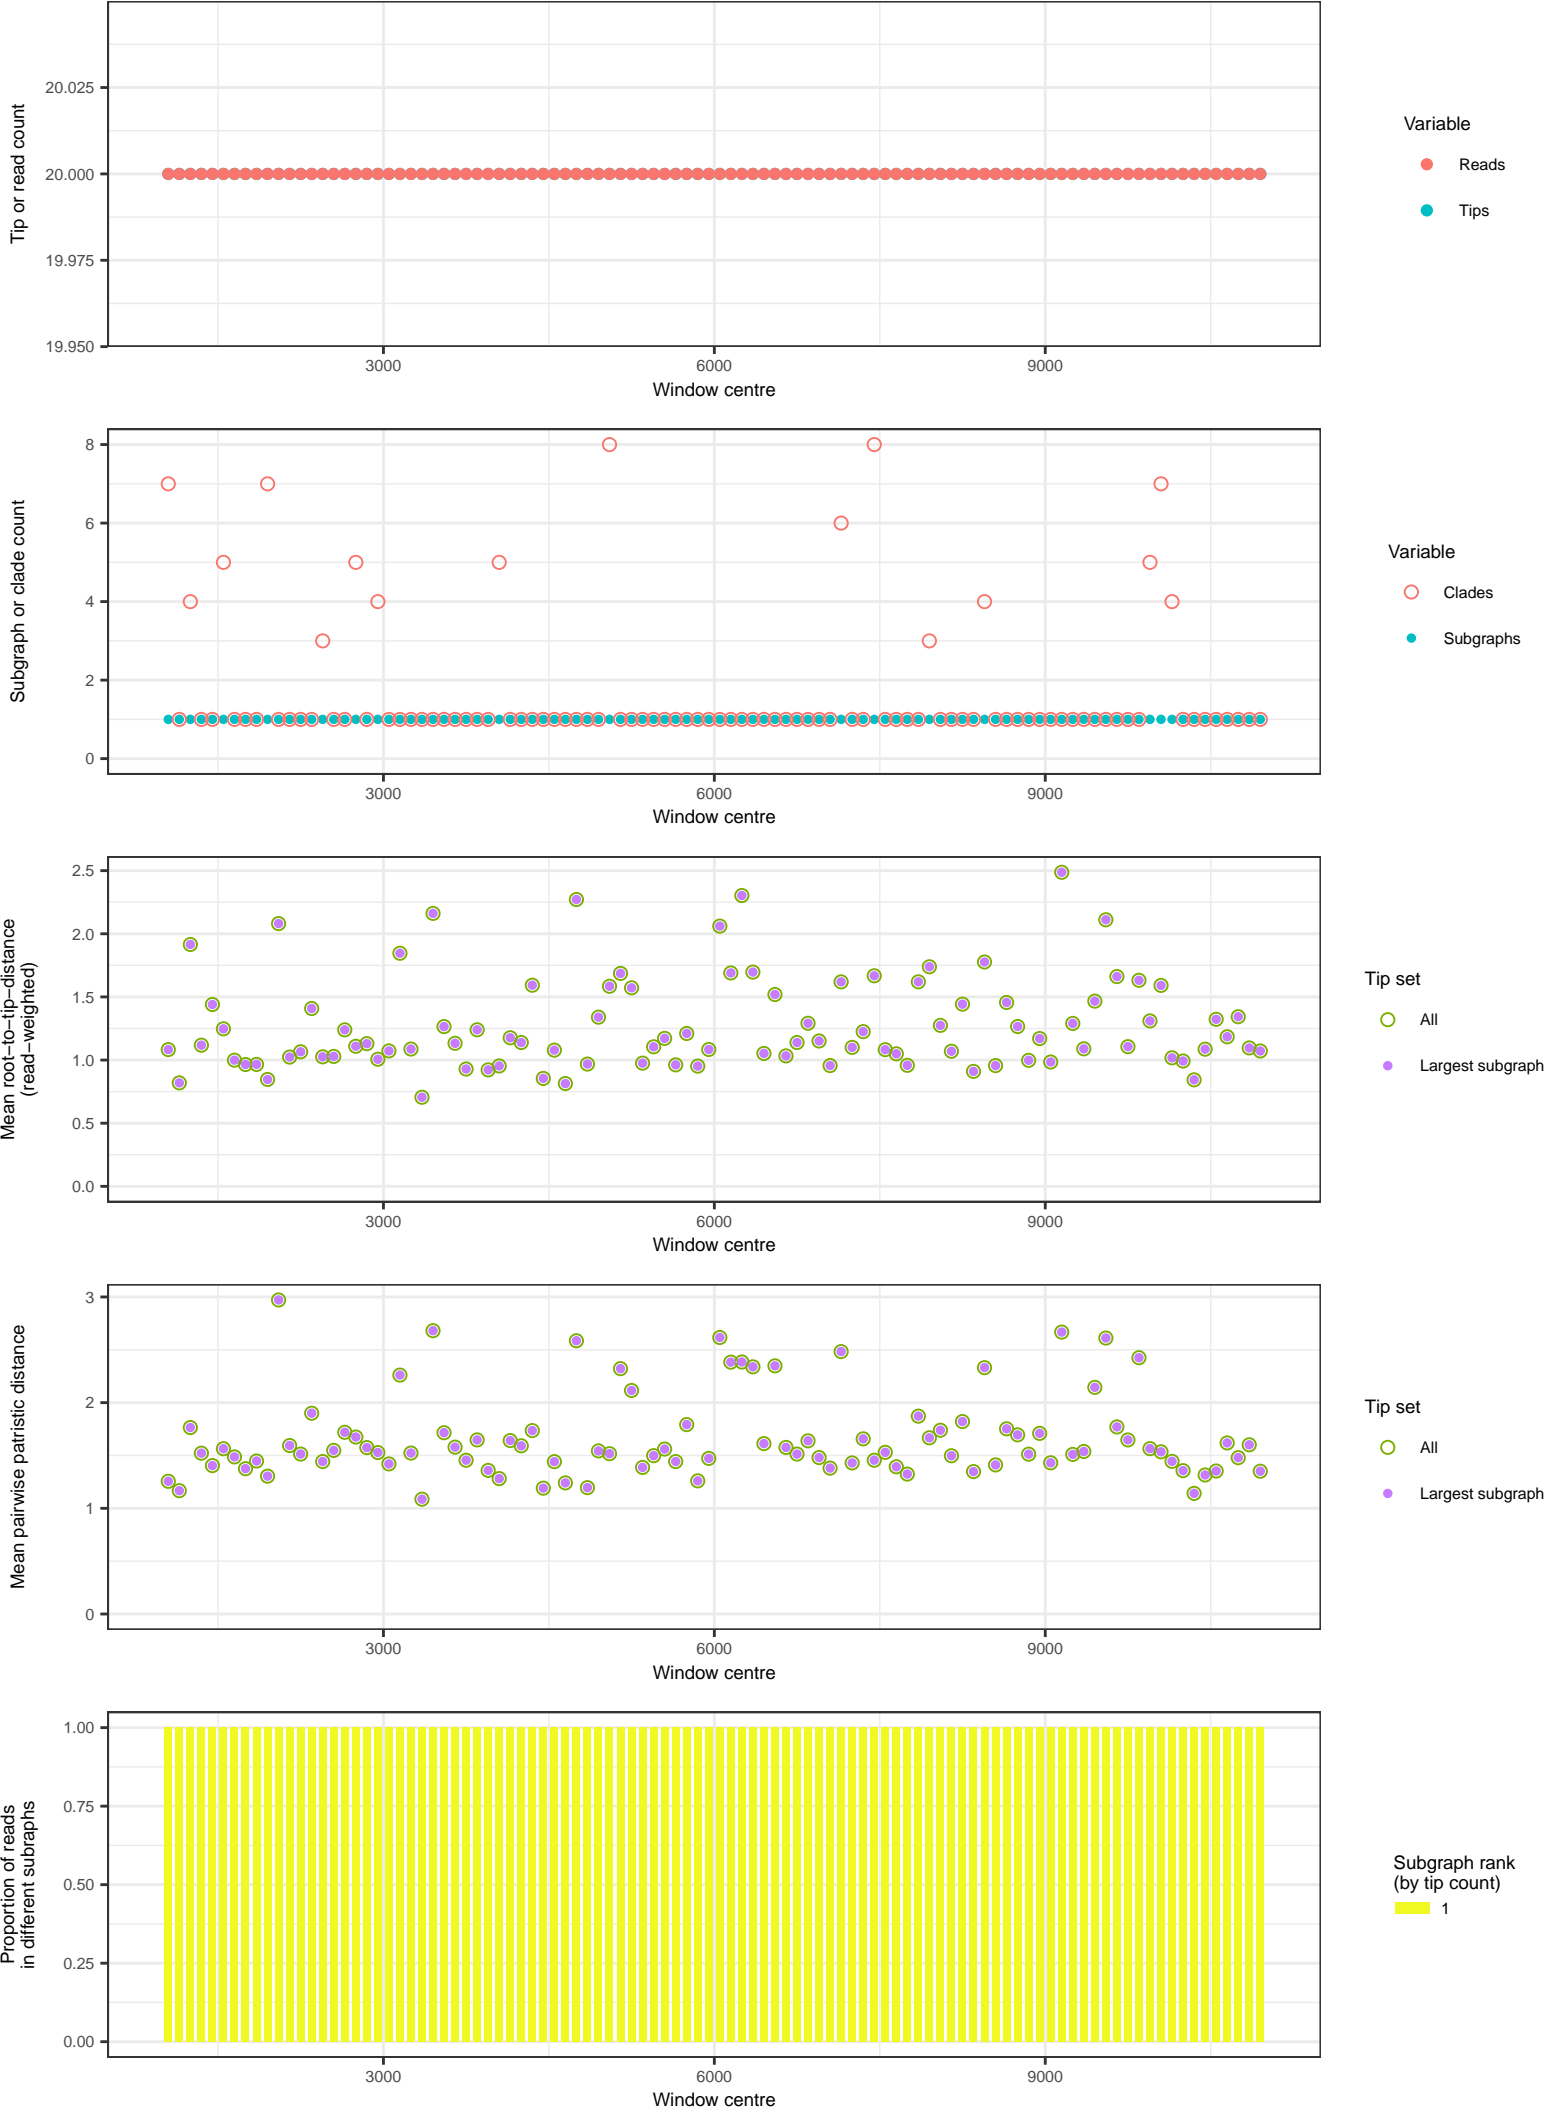 20.025
20.000
19.975
19.950
Tip or read count
3000 6000 9000
Window centre
Variable
Reads
Tips
8
6
4
2
0
Subgraph or clade count
3000 6000 9000
Window centre
Variable
Clades
Subgraphs
2.5
2.0
1.5
1.0
0.5
0.0
Mean root−to−tip−distance
(read−weighted)
3000 6000 9000
Window centre
Tip set
All
Largest subgraph
3
2
1
0
Mean pairwise patristic distance
3000 6000 9000
Window centre
Tip set
All
Largest subgraph
1.00
0.75
0.50
0.25
0.00
Proportion of reads
in different subraphs
3000 6000 9000
Window centre
Subgraph rank
(by tip count)
1